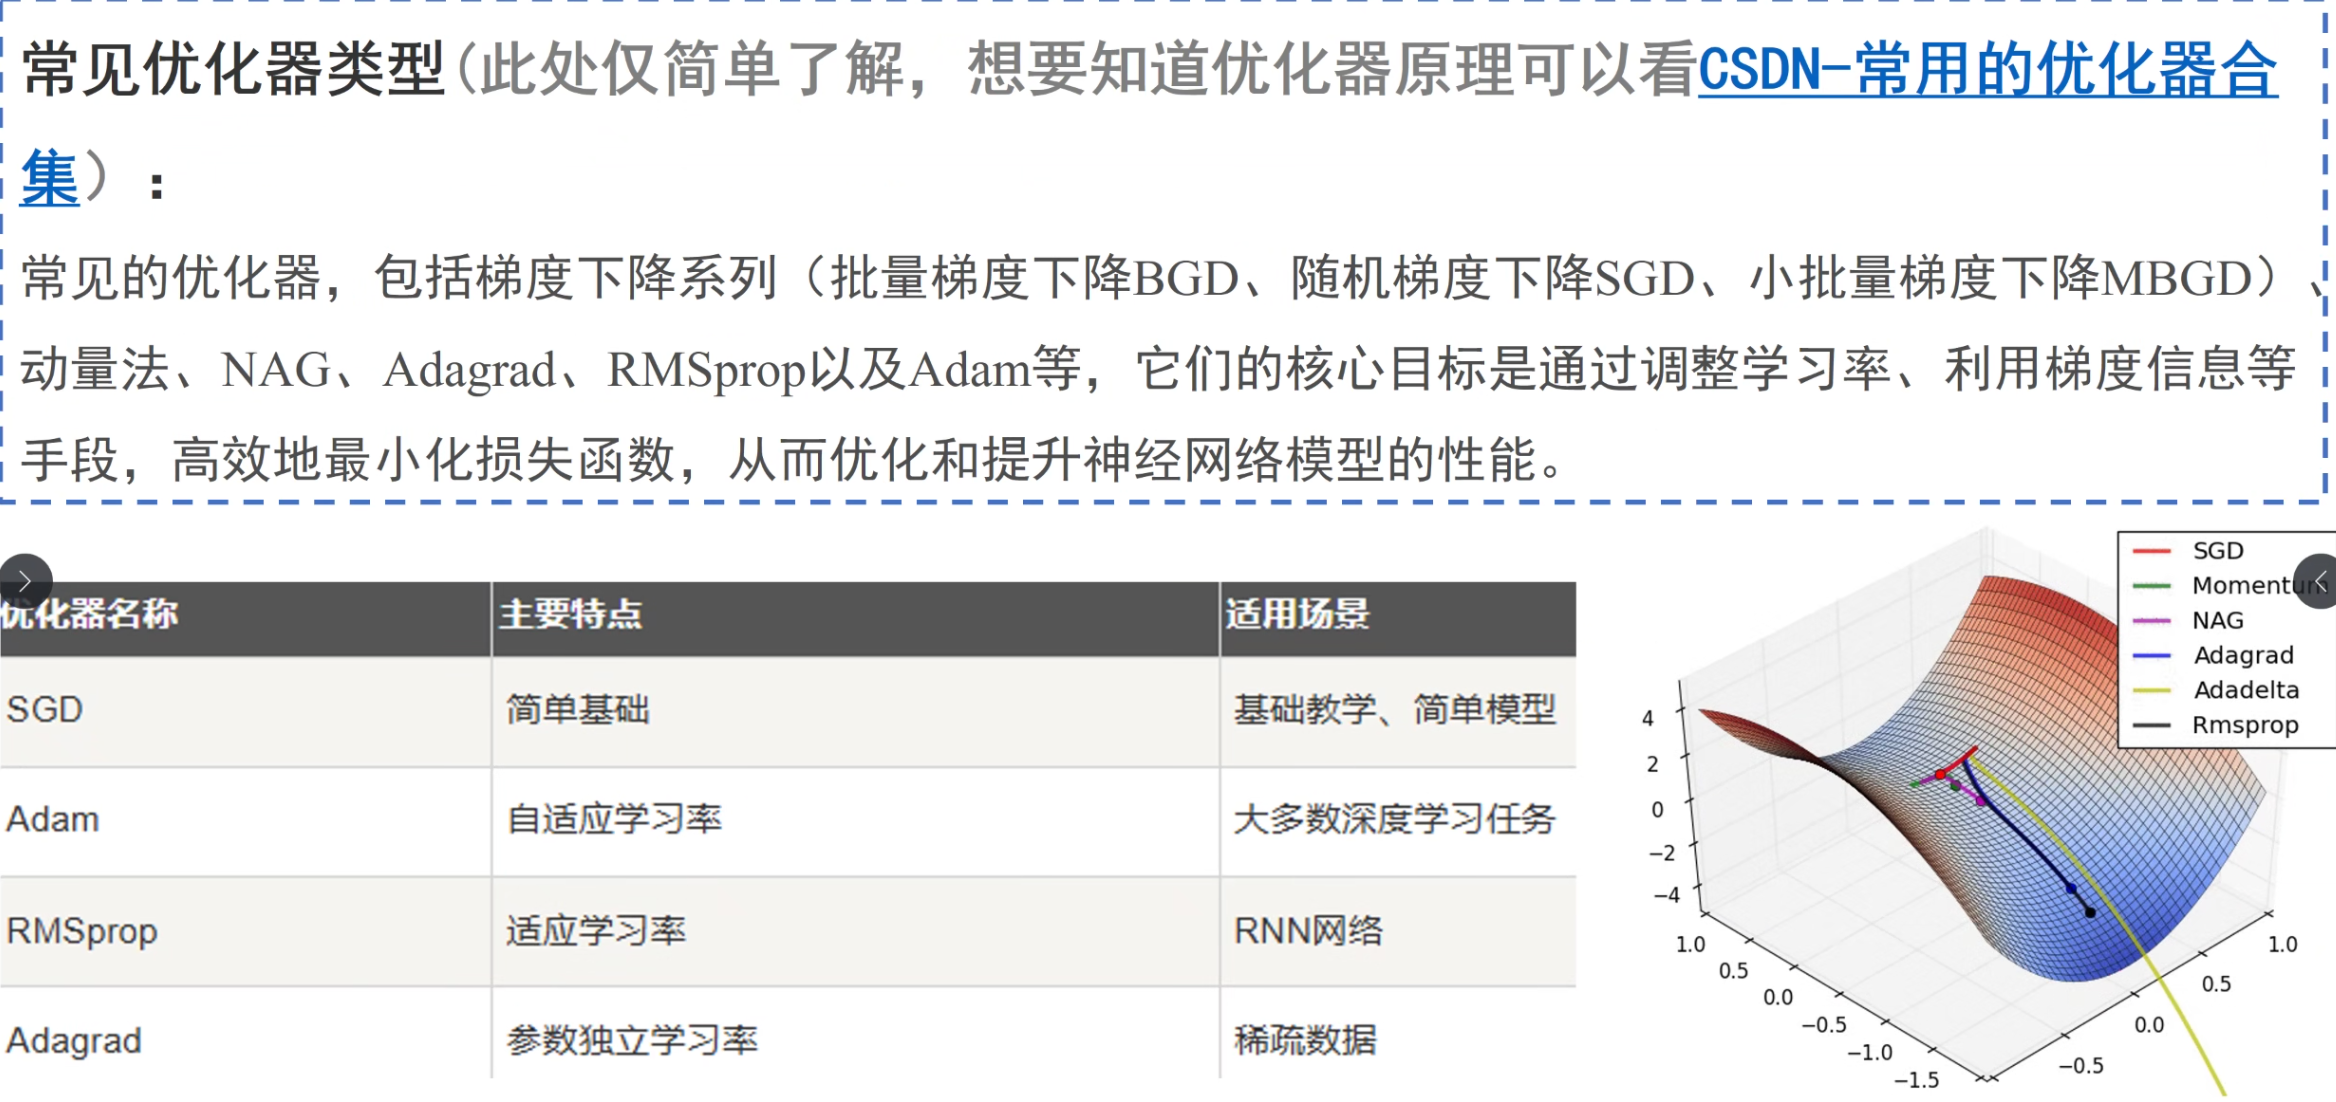 常见优化器类型(此处仅简单了解，想要知道优化器原理可以看CSDN-常用的优化器合
集）：
常见的优化器，包括梯度下降系列（批量梯度下降BGD、随机梯度下降SGD、小批量梯度下降MBGD）、
动量法、NAG、Adagrad、RMSprop以及Adam等，它们的核心目标是通过调整学习率、利用梯度信息等
手段，高效地最小化损失函数，从而优化和提升神经网络模型的性能。
优化器名称 主要特点 适用场景
SGD 简单基础 基础教学、简单模型
Adam 自适应学习率 大多数深度学习任务
RMSprop 适应学习率 RNN网络
Adagrad 参数独立学习率 稀疏数据
SGD
Momentum
NAG
Adagrad
Adadelta
Rmsprop
4
2
0
−2
−4
1.0
0.5
0.0
−0.5
−1.0
−1.5
−0.5
0.0
0.5
1.0